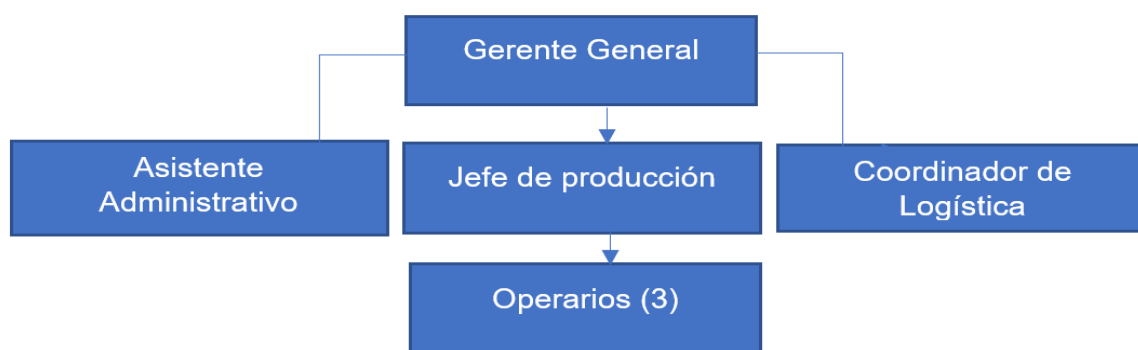 Gerente General
Asistente
Administrativo
Jefe de producción
Coordinador de
Logística
Operarios (3)